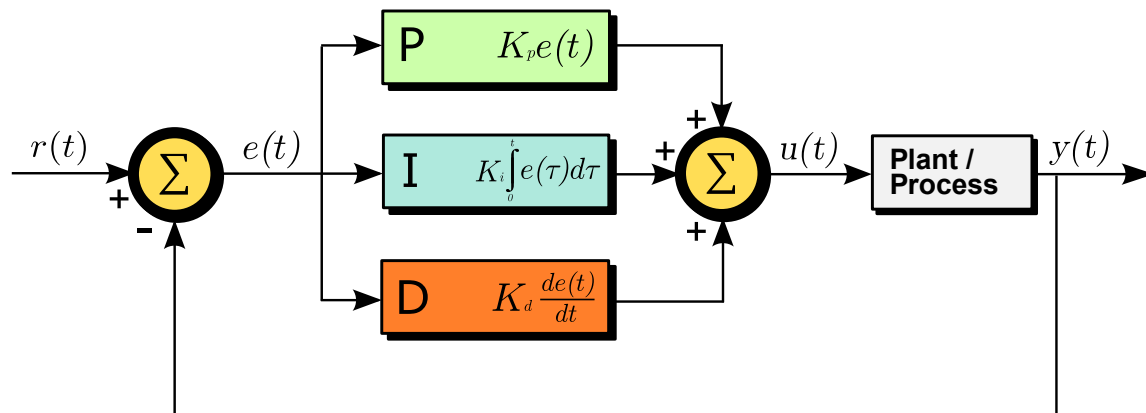 r(t)
+
-
Σ
e(t)
P K_p e(t)
I K_i ∫_0^t e(τ)dτ
D K_d de(t)/dt
+
+
+
Σ
u(t)
Plant /
Process
y(t)